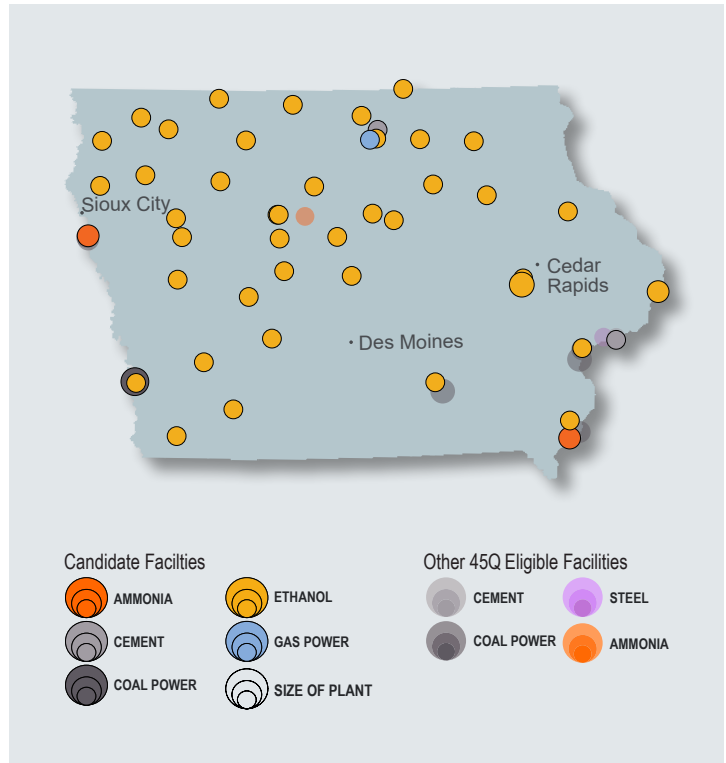 Sioux City
Cedar
Rapids
Des Moines
Candidate Facilties
AMMONIA
ETHANOL
CEMENT
GAS POWER
COAL POWER
SIZE OF PLANT
Other 45Q Eligible Facilities
CEMENT
STEEL
COAL POWER
AMMONIA